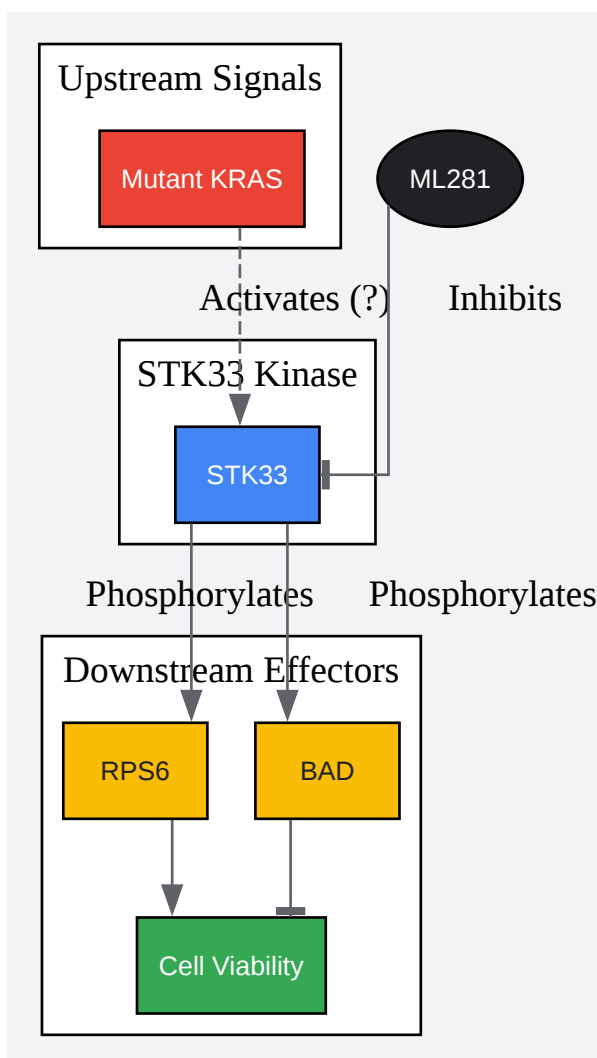 Upstream Signals
Mutant KRAS
ML281
Activates (?)
Inhibits
STK33 Kinase
STK33
Phosphorylates
Phosphorylates
Downstream Effectors
RPS6
BAD
Cell Viability